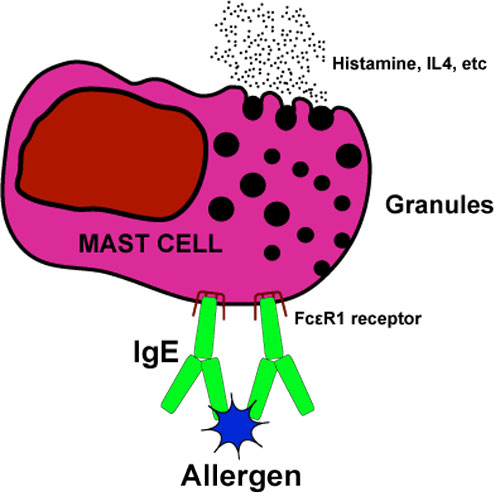 Histamine, IL4, etc
Granules
MAST CELL
FcεR1 receptor
IgE
Allergen